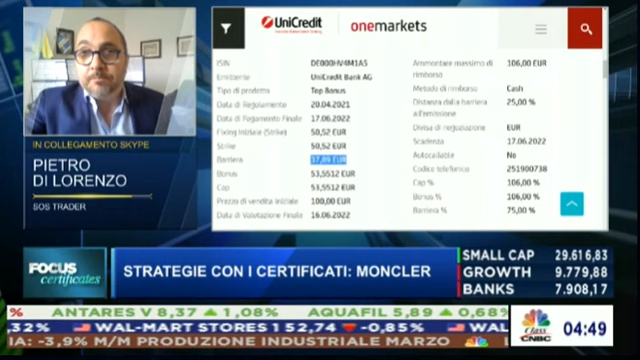 UniCredit
onemarkets
ISIN DE000HV4M1A5
Emittente UniCredit Bank AG
Tipo di prodotto Top Bonus
Data di Regolamento 20.04.2021
Data di Pagamento Finale 17.06.2022
Fixing Iniziale (Strike) 50,52 EUR
Strike 50,52 EUR
Barriera 37,89 EUR
Bonus 53,5512 EUR
Cap 53,5512 EUR
Prezzo di vendita iniziale 100,00 EUR
Data di Valutazione Finale 16.06.2022
Ammontare massimo di rimborso 106,00 EUR
Metodo di rimborso Cash
Distanza dalla barriera all'emissione 25,00 %
Divisa di negoziazione EUR
Scadenza 17.06.2022
Autocallable No
Codice telefonico 251900738
Cap % 106,00 %
Bonus % 106,00 %
Barriera % 75,00 %
IN COLLEGAMENTO SKYPE
PIETRO
DI LORENZO
SOS TRADER
FOCUS
certificates
STRATEGIE CON I CERTIFICATI: MONCLER
SMALL CAP 29.616,83
GROWTH 9.779,88
BANKS 7.908,17
% ANTARES V 8,37 1,08% AQUAFIL 5,89 0,68%
,32% WAL-MART STORES 152,74 -0,85% WAL-M
IA: -3,9% M/M PRODUZIONE INDUSTRIALE MARZO
Class
CNBC
04:49